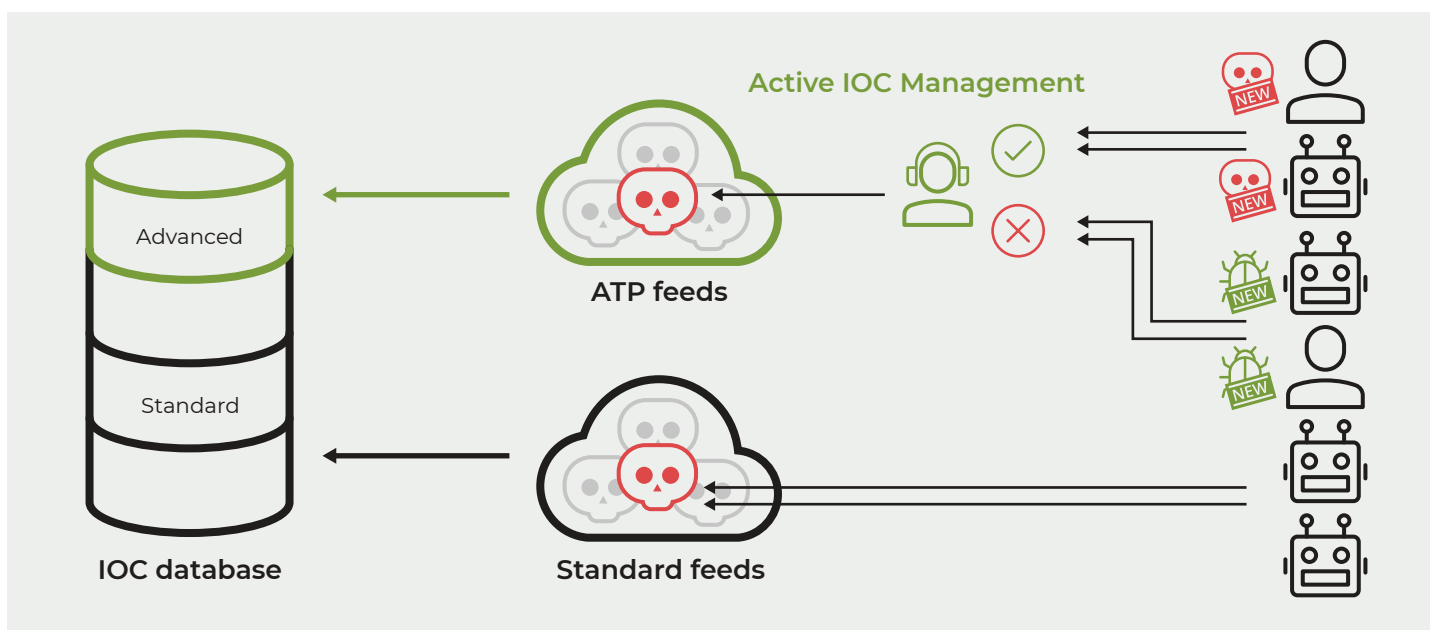 Active IOC Management
NEW
NEW
Advanced
ATP feeds
NEW
NEW
Standard
IOC database
Standard feeds